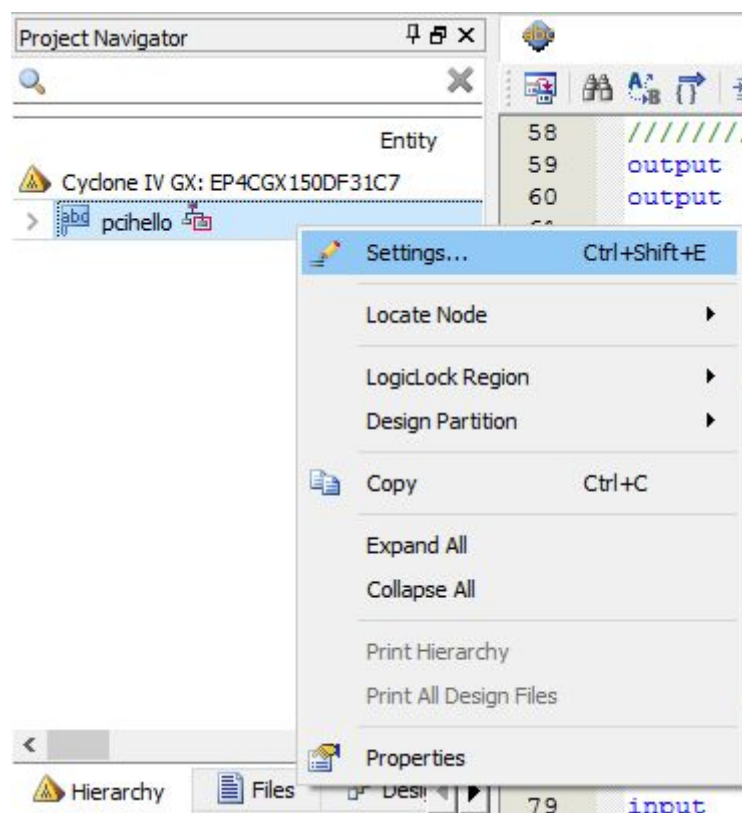 Project Navigator
Entity
Cyclone IV GX: EP4CGX150DF31C7
pcihello
Settings... Ctrl+Shift+E
Locate Node
LogicLock Region
Design Partition
Copy Ctrl+C
Expand All
Collapse All
Print Hierarchy
Print All Design Files
Properties
Hierarchy
Files
58 ////////
59 output
60 output
79 input